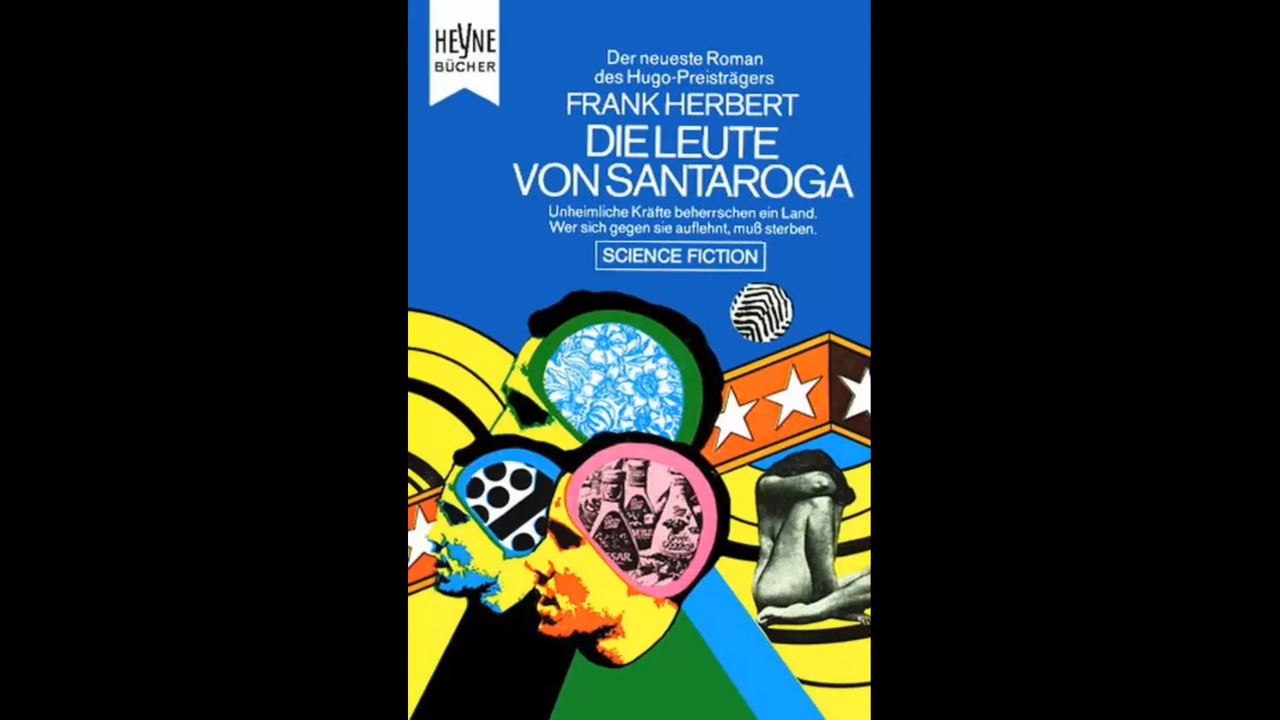 HEYNE
BÜCHER
Der neueste Roman
des Hugo-Preisträgers
FRANK HERBERT
DIE LEUTE
VON SANTAROGA
Unheimliche Kräfte beherrschen ein Land.
Wer sich gegen sie auflehnt, muß sterben.
SCIENCE FICTION